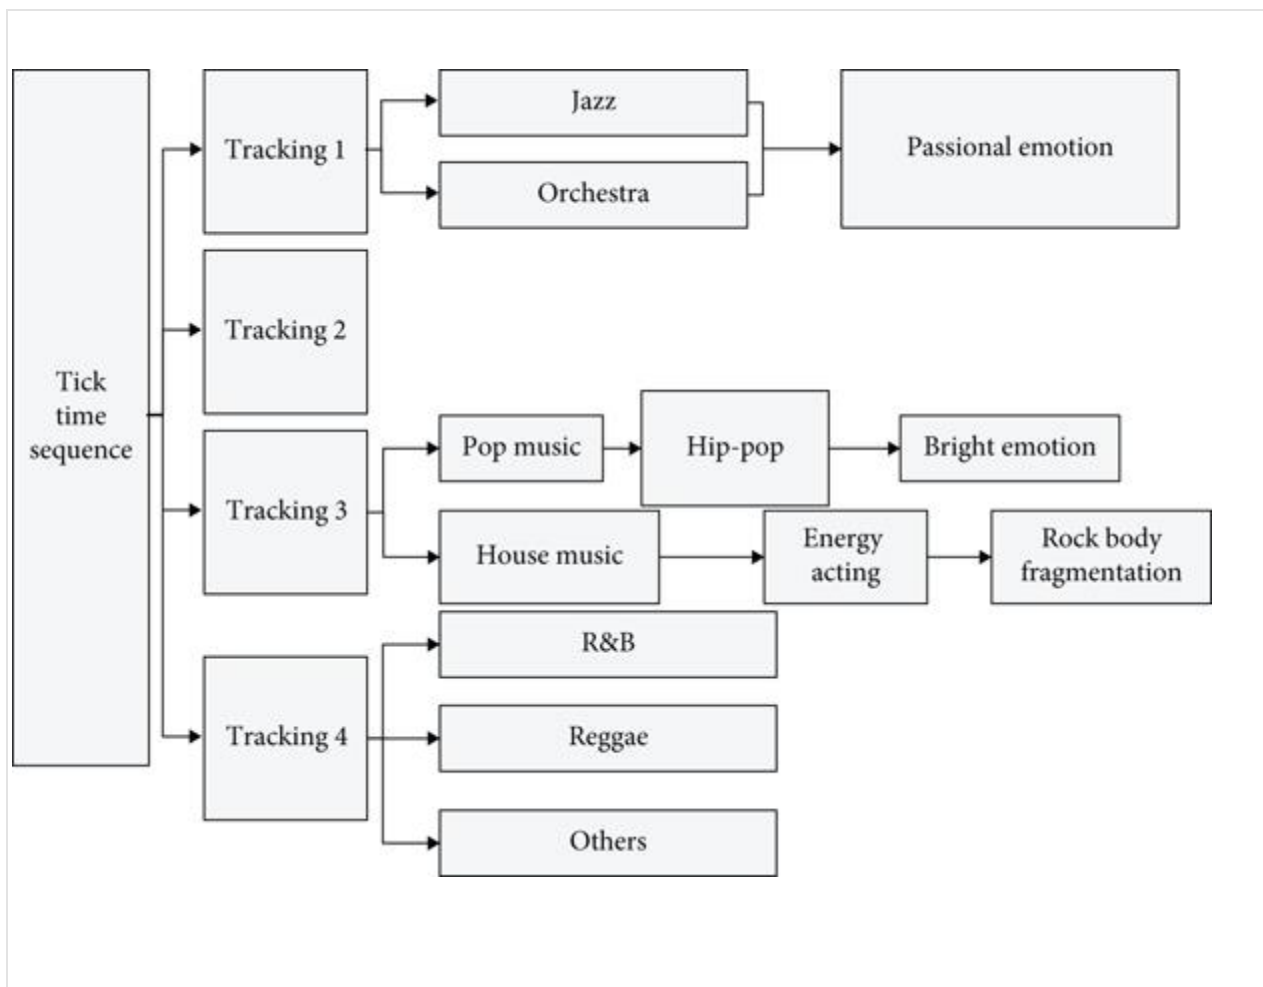 Tick
time
sequence
Tracking 1
Jazz
Orchestra
Passional emotion
Tracking 2
Tracking 3
Pop music
Hip-pop
Bright emotion
House music
Energy
acting
Rock body
fragmentation
Tracking 4
R&B
Reggae
Others